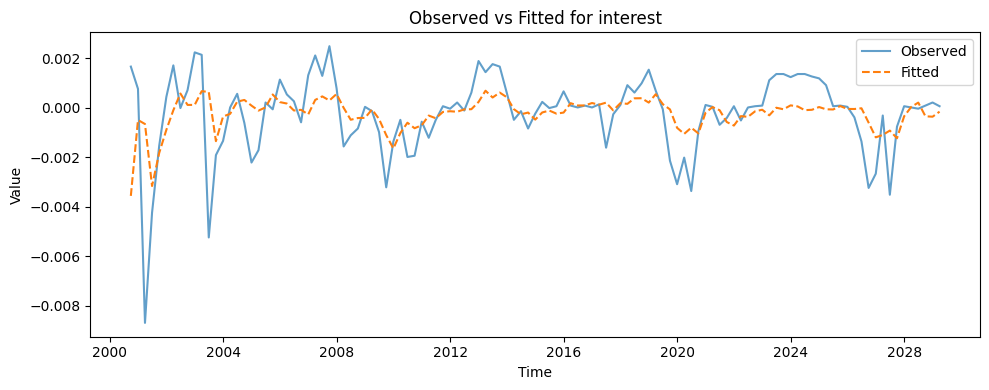 Observed vs Fitted for interest
Observed
Fitted
Value
0.002
0.000
−0.002
−0.004
−0.006
−0.008
2000 2004 2008 2012 2016 2020 2024 2028
Time